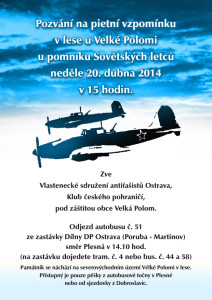 Pozvání na pietní vzpomínku
v lese u Velké Polomi
u pomníku Sovětských letců
neděle 20. dubna 2014
v 15 hodin.
Zve
Vlastenecké sdružení antifašistů Ostrava,
Klub českého pohraničí,
pod záštitou obce Velká Polom.
Odjezd autobusu č. 51
ze zastávky Dílny DP Ostrava (Poruba - Martinov)
směr Plesná v 14.10 hod.
(na zastávku dojedete tram. č. 4 nebo bus. č. 44 a 58)
Památník se náchází na severovýchodním území Velké Polomi v lese.
Přístupný je pouze pěšky z autobusové točny v Plesné
nebo od sjezdovky z Dobroslavic.